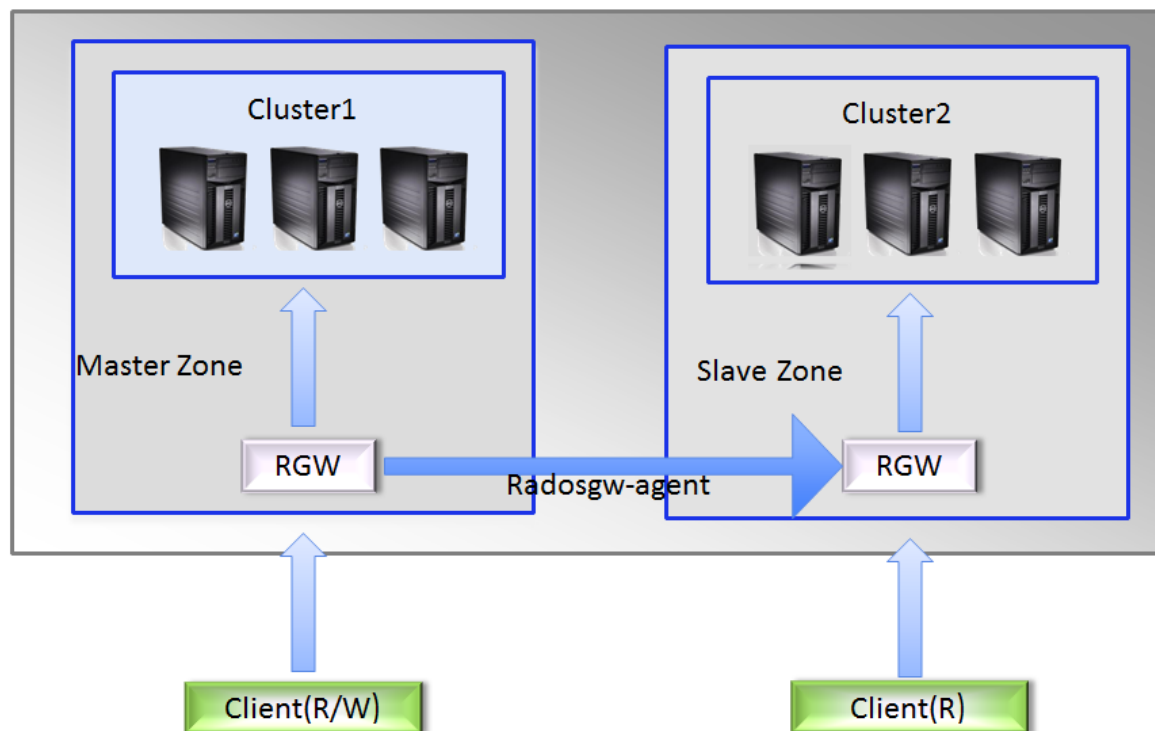 Cluster1
Cluster2
Master Zone
Slave Zone
RGW
RGW
Radosgw-agent
Client(R/W)
Client(R)